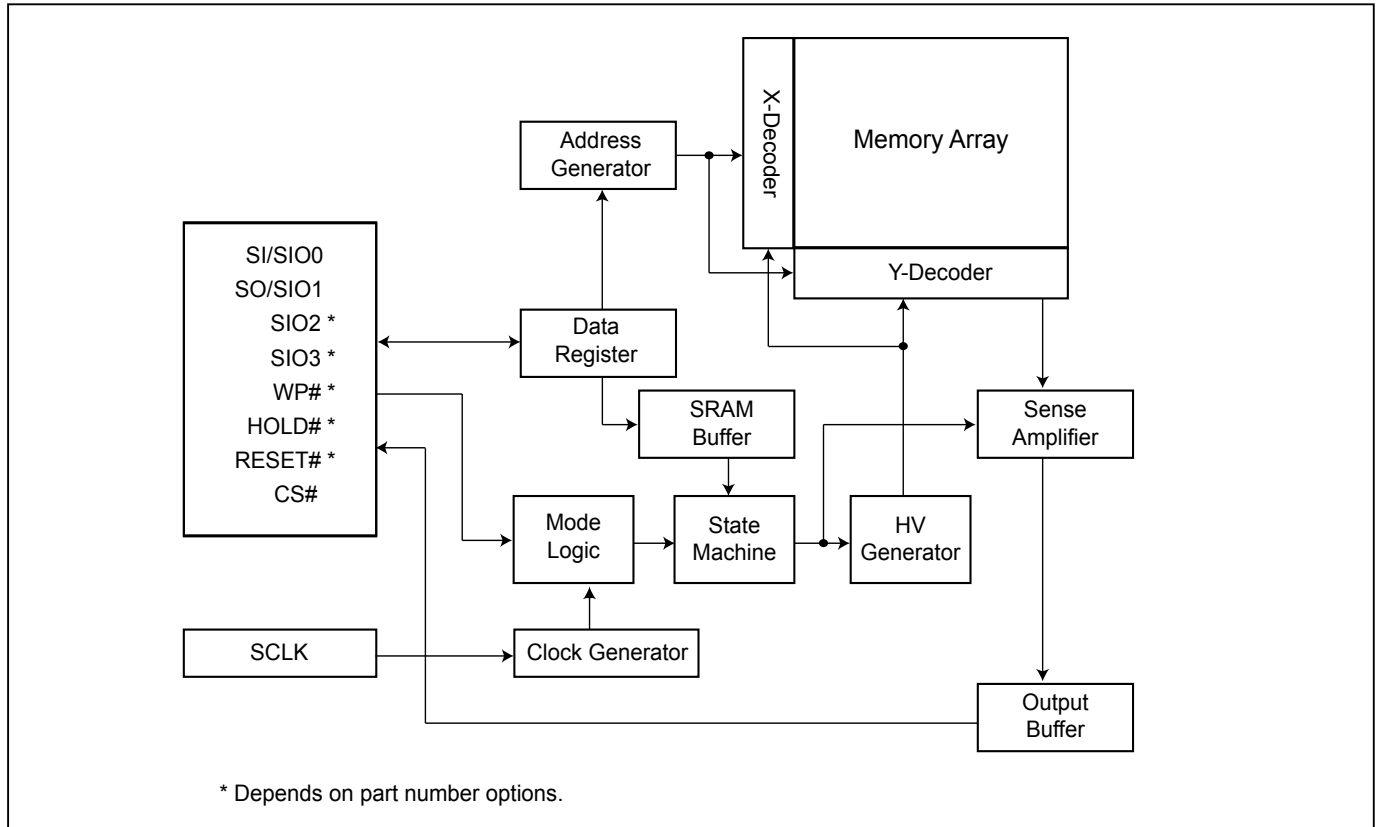 X-Decoder
Memory Array
Address
Generator
SI/SIO0
SO/SIO1
SIO2 *
SIO3 *
WP# *
HOLD# *
RESET# *
CS#
Y-Decoder
Data
Register
SRAM
Buffer
Sense
Amplifier
Mode
Logic
State
Machine
HV
Generator
SCLK
Clock Generator
Output
Buffer
* Depends on part number options.